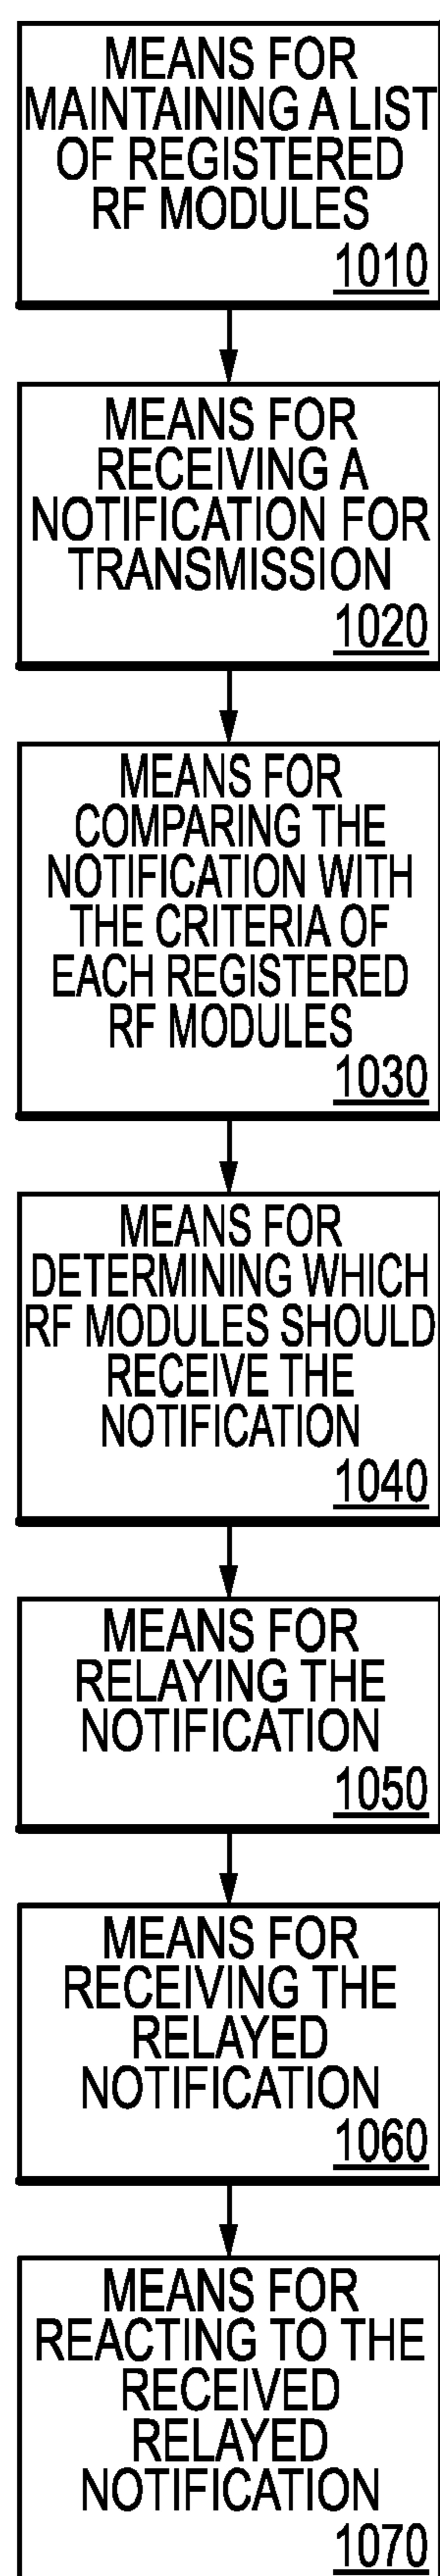 MEANS FOR
MAINTAINING A LIST
OF REGISTERED
RF MODULES
1010
MEANS FOR
RECEIVING A
NOTIFICATION FOR
TRANSMISSION
1020
MEANS FOR
COMPARING THE
NOTIFICATION WITH
THE CRITERIA OF
EACH REGISTERED
RF MODULES
1030
MEANS FOR
DETERMINING WHICH
RF MODULES SHOULD
RECEIVE THE
NOTIFICATION
1040
MEANS FOR
RELAYING THE
NOTIFICATION
1050
MEANS FOR
RECEIVING THE
RELAYED
NOTIFICATION
1060
MEANS FOR
REACTING TO THE
RECEIVED
RELAYED
NOTIFICATION
1070